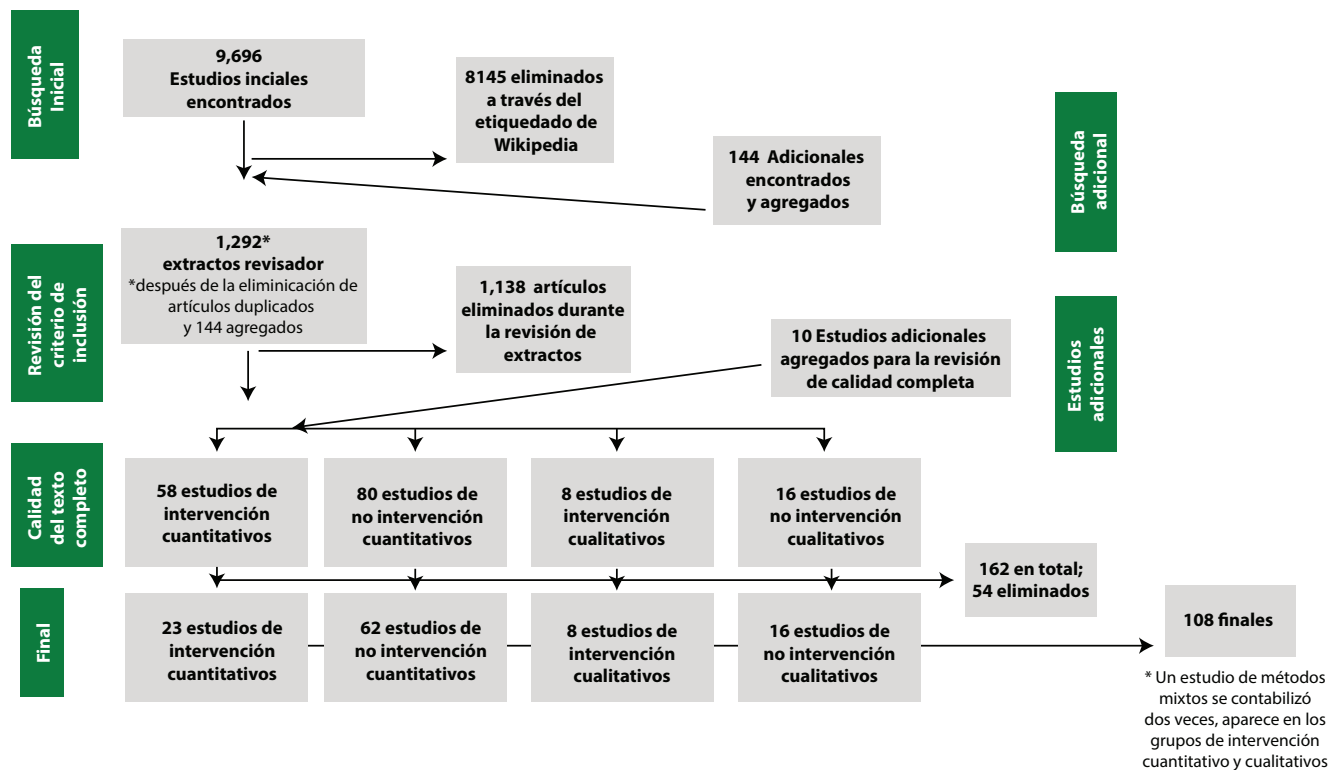 Búsqueda
Inicial
9,696
Estudios inciales
encontrados
8145 eliminados
a través del
etiquedado de
Wikipedia
144 Adicionales
encontrados
y agregados
Búsqueda
adicional
Revisión del
criterio de
inclusión
1,292*
extractos revisador
*después de la eliminicación de
artículos duplicados
y 144 agregados
1,138 artículos
eliminados durante
la revisión de
extractos
10 Estudios adicionales
agregados para la revisión
de calidad completa
Estudios
adicionales
Calidad
del texto
completo
58 estudios de
intervención
cuantitativos
80 estudios de
no intervención
cuantitativos
8 estudios de
intervención
cualitativos
16 estudios de
no intervención
cualitativos
162 en total;
54 eliminados
Final
23 estudios de
intervención
cuantitativos
62 estudios de
no intervención
cuantitativos
8 estudios de
intervención
cualitativos
16 estudios de
no intervención
cualitativos
108 finales
* Un estudio de métodos
mixtos se contabilizó
dos veces, aparece en los
grupos de intervención
cuantitativo y cualitativos